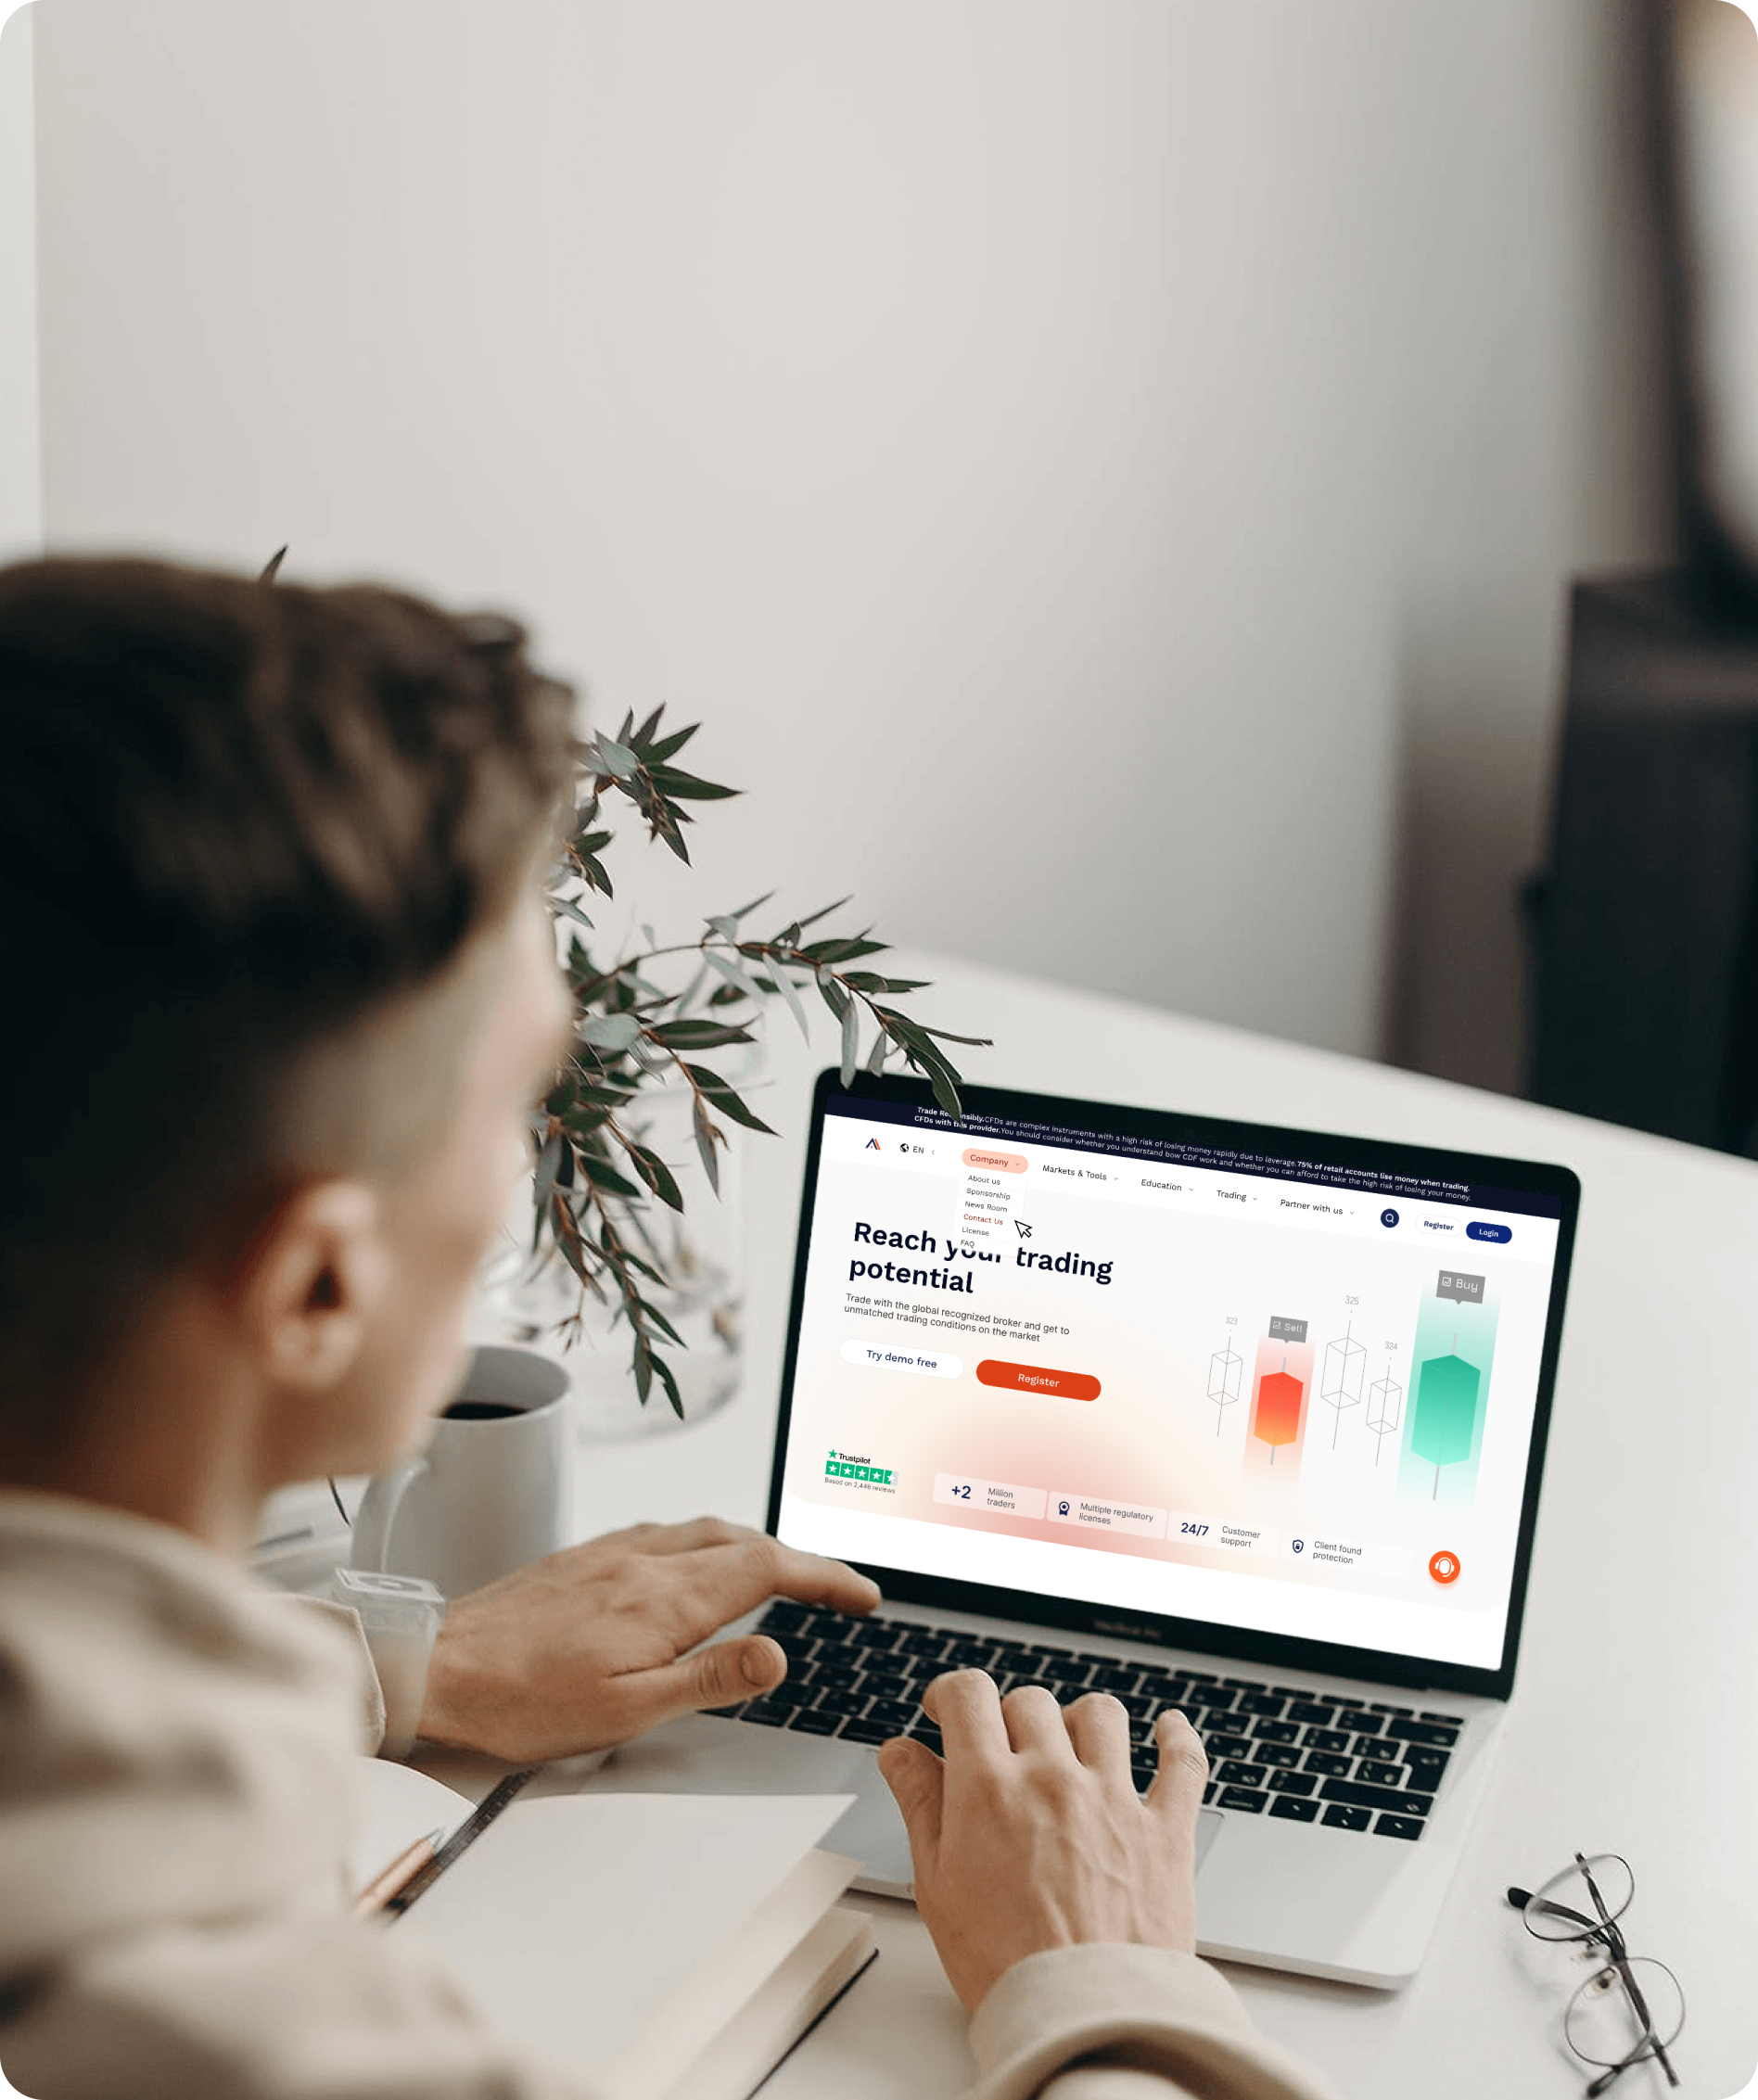 Trade Re nsibly.CFDs are complex instruments with a high risk of losing money rapidly due to leverage.75% of retail accounts lise money when trading.
CFDs with this provider.You should consider whether you understand bow CDF work and whether you can afford to take the high risk of losing your money.
EN
Company
Markets & Tools
Education
Trading
Partner with us
Register
Login
About us
Sponsorship
News Room
Contact Us
License
FAQ
Reach your trading
potential
Trade with the global recognized broker and get to
unmatched trading conditions on the market
Try demo free
Register
323
Sell
325
324
Buy
Trustpilot
Based on 2,446 reviews
+2
Million
traders
Multiple regulatory
licenses
24/7
Customer
support
Client found
protection